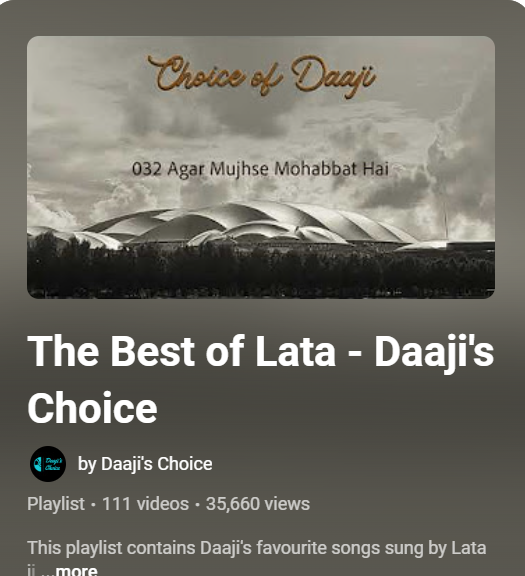 Choice of Daaji
032 Agar Mujhse Mohabbat Hai
The Best of Lata - Daaji's
Choice
Daaji's
Choice
by Daaji's Choice
Playlist • 111 videos • 35,660 views
This playlist contains Daaji's favourite songs sung by Lata
ji ...more